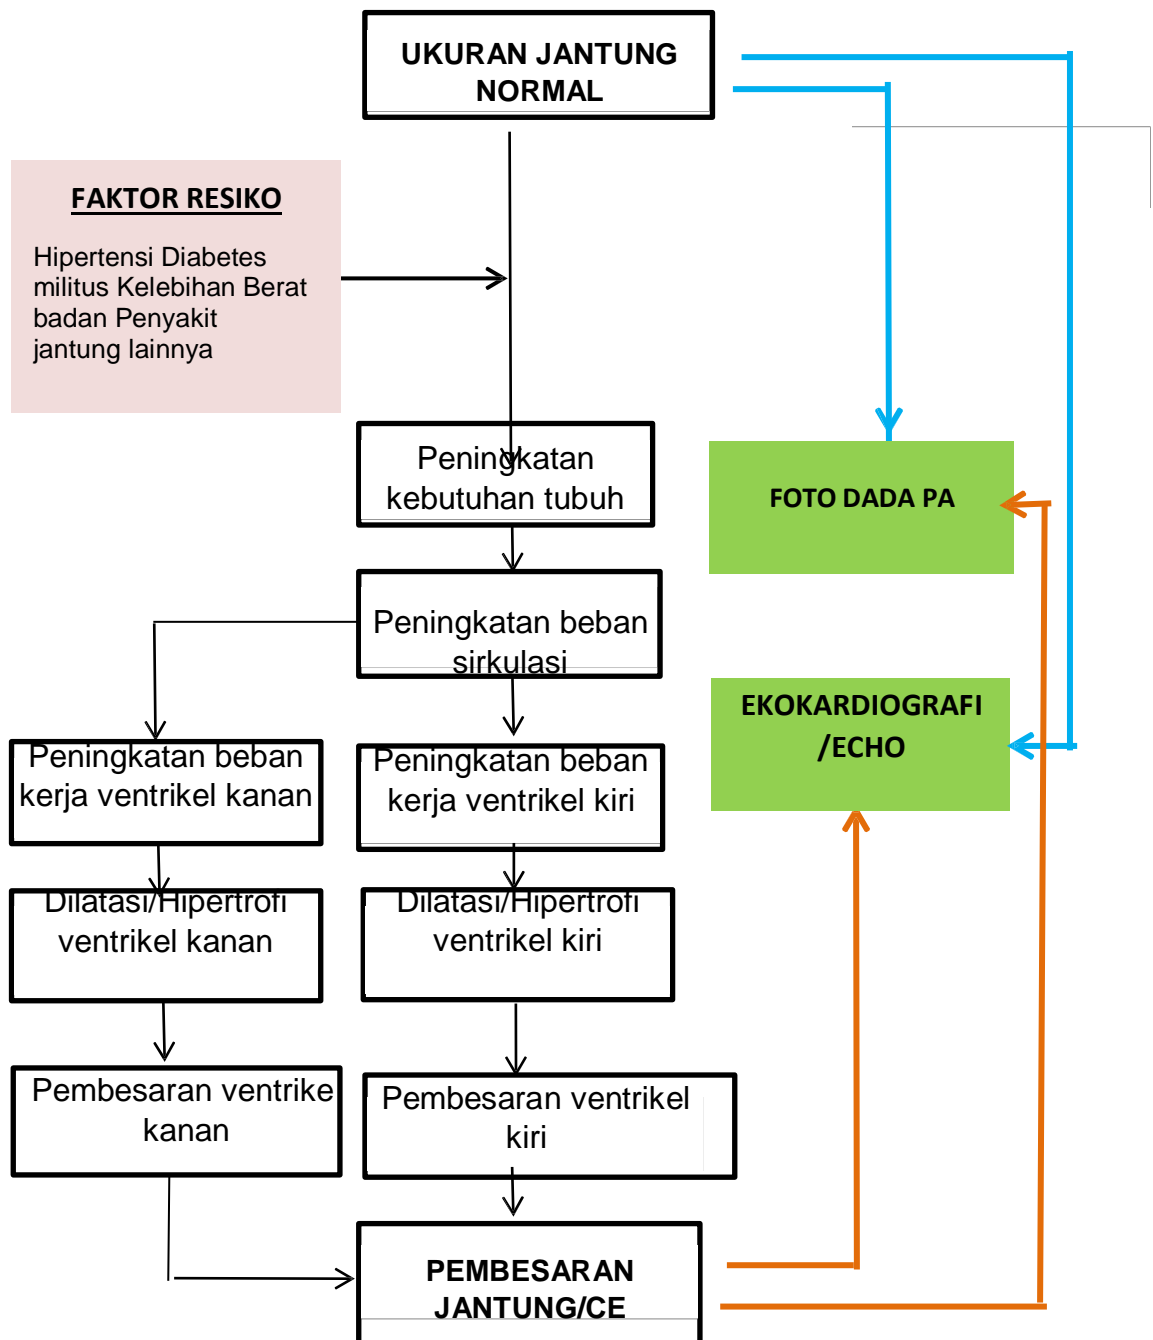 UKURAN JANTUNG
NORMAL
FAKTOR RESIKO
Hipertensi Diabetes
militus Kelebihan Berat
badan Penyakit
jantung lainnya
Peningkatan
kebutuhan tubuh
FOTO DADA PA
Peningkatan beban
sirkulasi
EKOKARDIOGRAFI
/ECHO
Peningkatan beban
kerja ventrikel kanan
Peningkatan beban
kerja ventrikel kiri
Dilatasi/Hipertrofi
ventrikel kanan
Dilatasi/Hipertrofi
ventrikel kiri
Pembesaran ventrike
kanan
Pembesaran ventrikel
kiri
PEMBESARAN
JANTUNG/CE